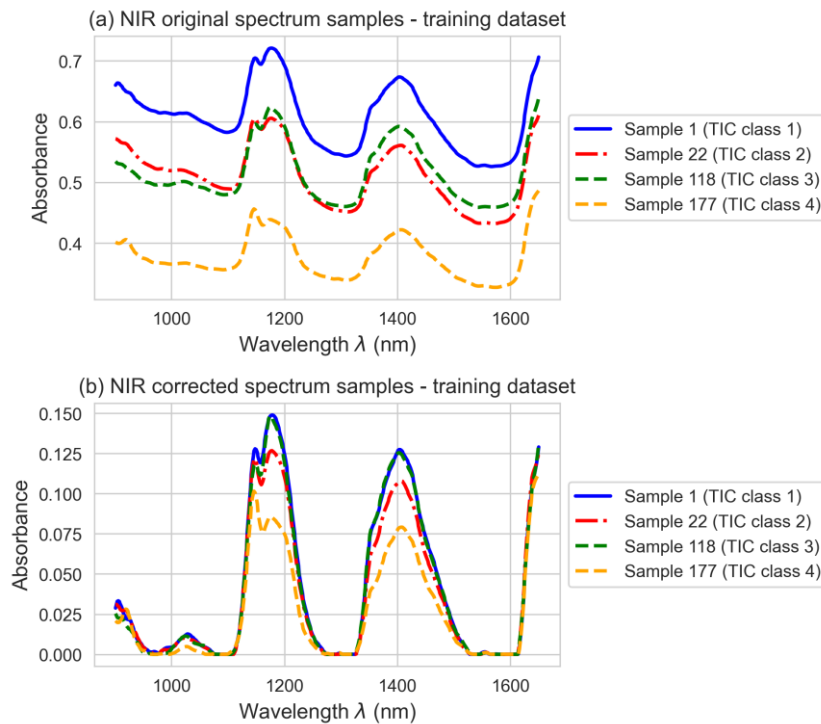 (a) NIR original spectrum samples - training dataset
0.7
0.6
0.5
0.4
Absorbance
1000 1200 1400 1600
Wavelength λ (nm)
Sample 1 (TIC class 1)
Sample 22 (TIC class 2)
Sample 118 (TIC class 3)
Sample 177 (TIC class 4)
(b) NIR corrected spectrum samples - training dataset
0.150
0.125
0.100
0.075
0.050
0.025
0.000
Absorbance
1000 1200 1400 1600
Wavelength λ (nm)
Sample 1 (TIC class 1)
Sample 22 (TIC class 2)
Sample 118 (TIC class 3)
Sample 177 (TIC class 4)